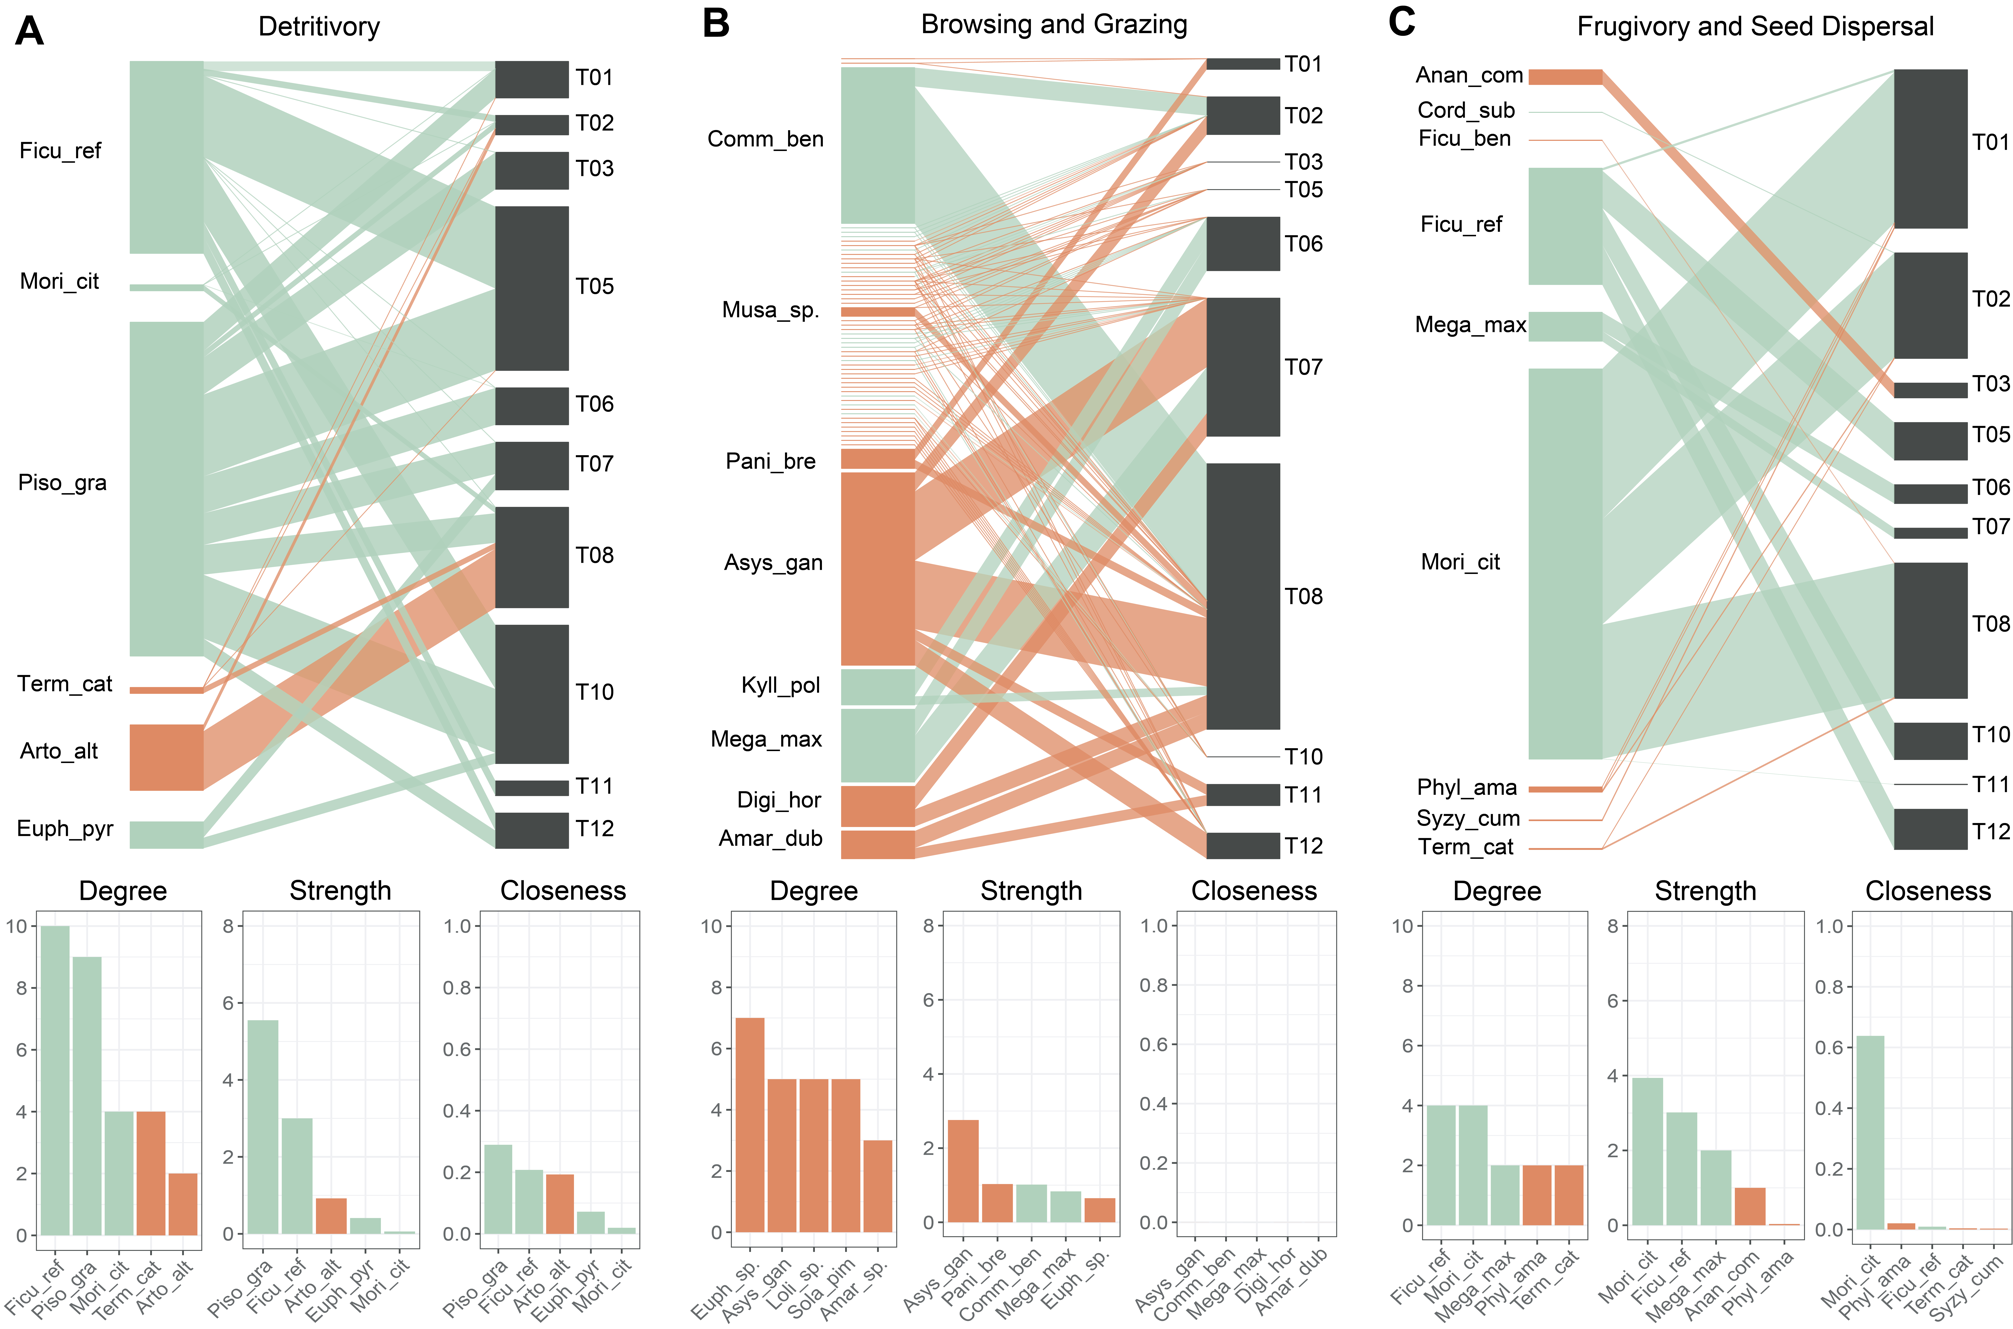 A
Detritivory
Ficu_ref
Mori_cit
Piso_gra
Term_cat
Arto_alt
Euph_pyr
T01
T02
T03
T05
T06
T07
T08
T10
T11
T12
B
Browsing and Grazing
Comm_ben
Musa_sp.
Pani_bre
Asys_gan
Kyll_pol
Mega_max
Digi_hor
Amar_dub
T01
T02
T03
T05
T06
T07
T08
T10
T11
T12
C
Frugivory and Seed Dispersal
Anan_com
Cord_sub
Ficu_ben
Ficu_ref
Mega_max
Mori_cit
Phyl_ama
Syzy_cum
Term_cat
T01
T02
T03
T05
T06
T07
T08
T10
T11
T12
Degree
10
8
6
4
2
0
Ficu_ref
Piso_gra
Mori_cit
Term_cat
Arto_alt
Strength
8
6
4
2
0
Piso_gra
Ficu_ref
Arto_alt
Euph_pyr
Mori_cit
Closeness
1.0
0.8
0.6
0.4
0.2
0.0
Piso_gra
Ficu_ref
Arto_alt
Euph_pyr
Mori_cit
Degree
10
8
6
4
2
0
Euph_sp.
Asys_gan
Loli_sp.
Sola_pim
Amar_sp.
Strength
8
6
4
2
0
Asys_gan
Pani_bre
Comm_ben
Mega_max
Euph_sp.
Closeness
1.0
0.8
0.6
0.4
0.2
0.0
Asys_gan
Comm_ben
Mega_max
Digi_hor
Amar_dub
Degree
10
8
6
4
2
0
Ficu_ref
Mori_cit
Mega_max
Phyl_ama
Term_cat
Strength
8
6
4
2
0
Mori_cit
Ficu_ref
Mega_max
Anan_com
Phyl_ama
Closeness
1.0
0.8
0.6
0.4
0.2
0.0
Mori_cit
Phyl_ama
Ficu_ref
Term_cat
Syzy_cum